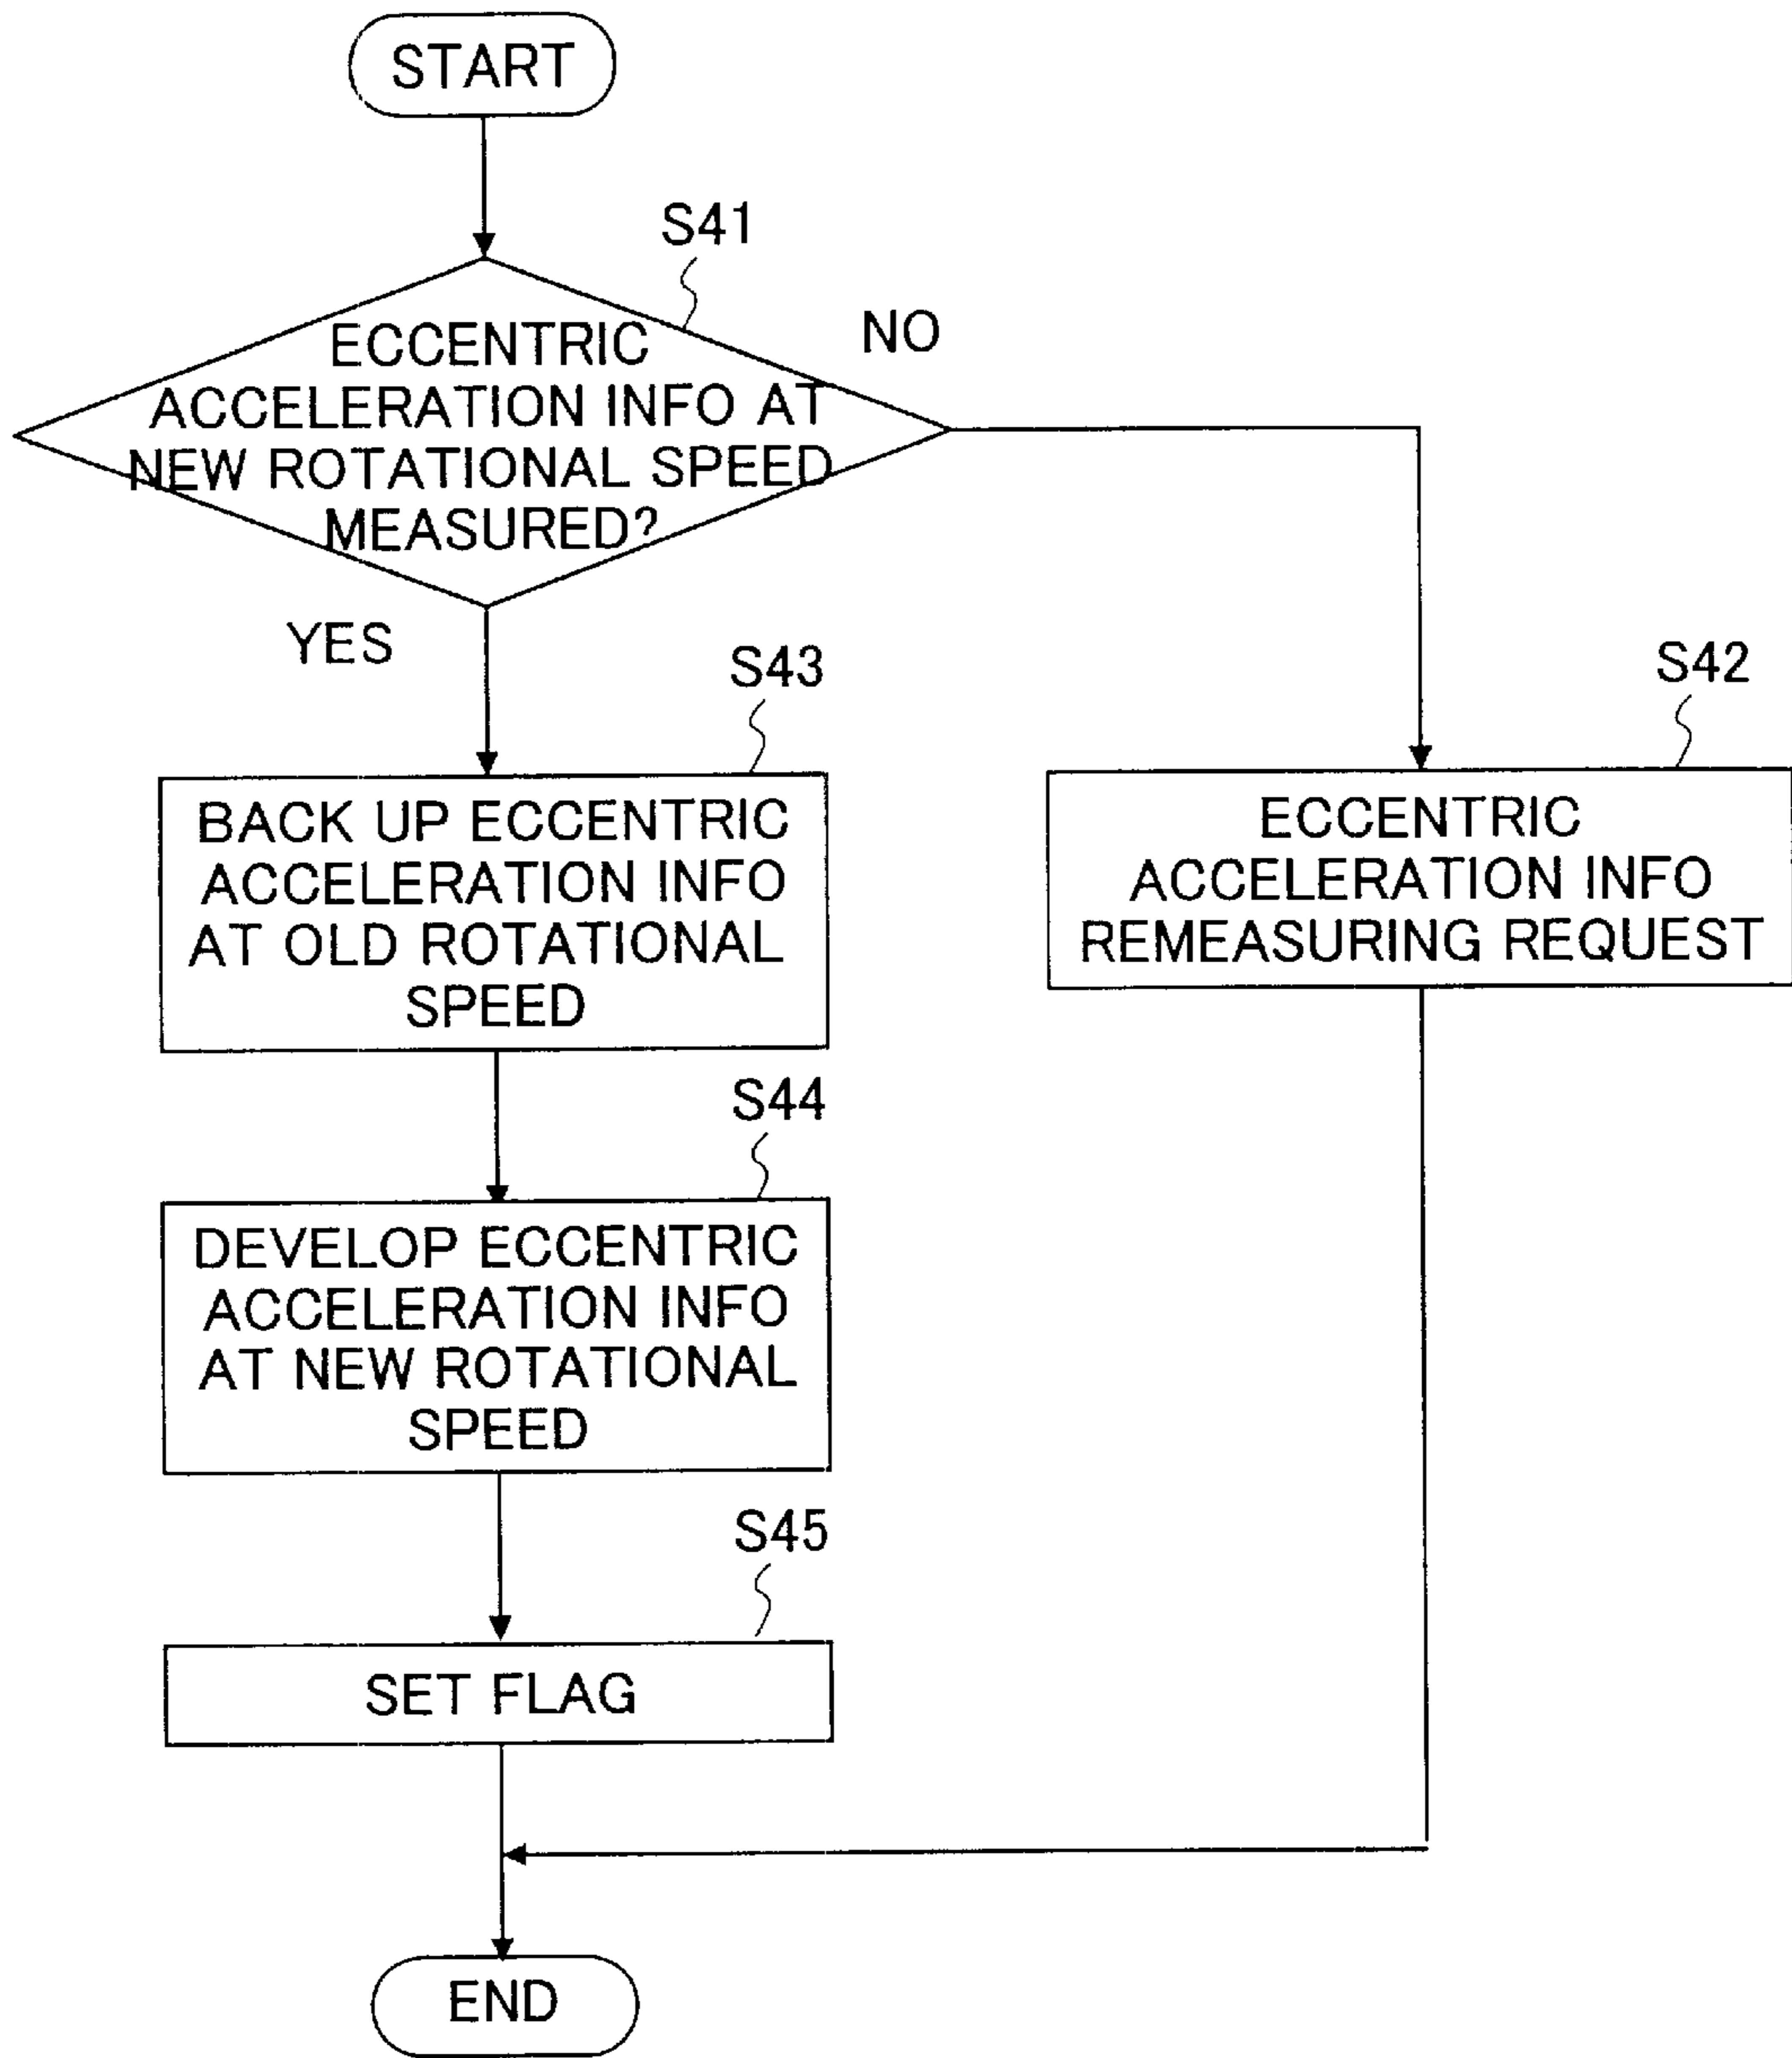 START
S41
ECCENTRIC
ACCELERATION INFO AT
NEW ROTATIONAL SPEED
MEASURED?
NO
YES
S43
BACK UP ECCENTRIC
ACCELERATION INFO
AT OLD ROTATIONAL
SPEED
S42
ECCENTRIC
ACCELERATION INFO
REMEASURING REQUEST
S44
DEVELOP ECCENTRIC
ACCELERATION INFO
AT NEW ROTATIONAL
SPEED
S45
SET FLAG
END